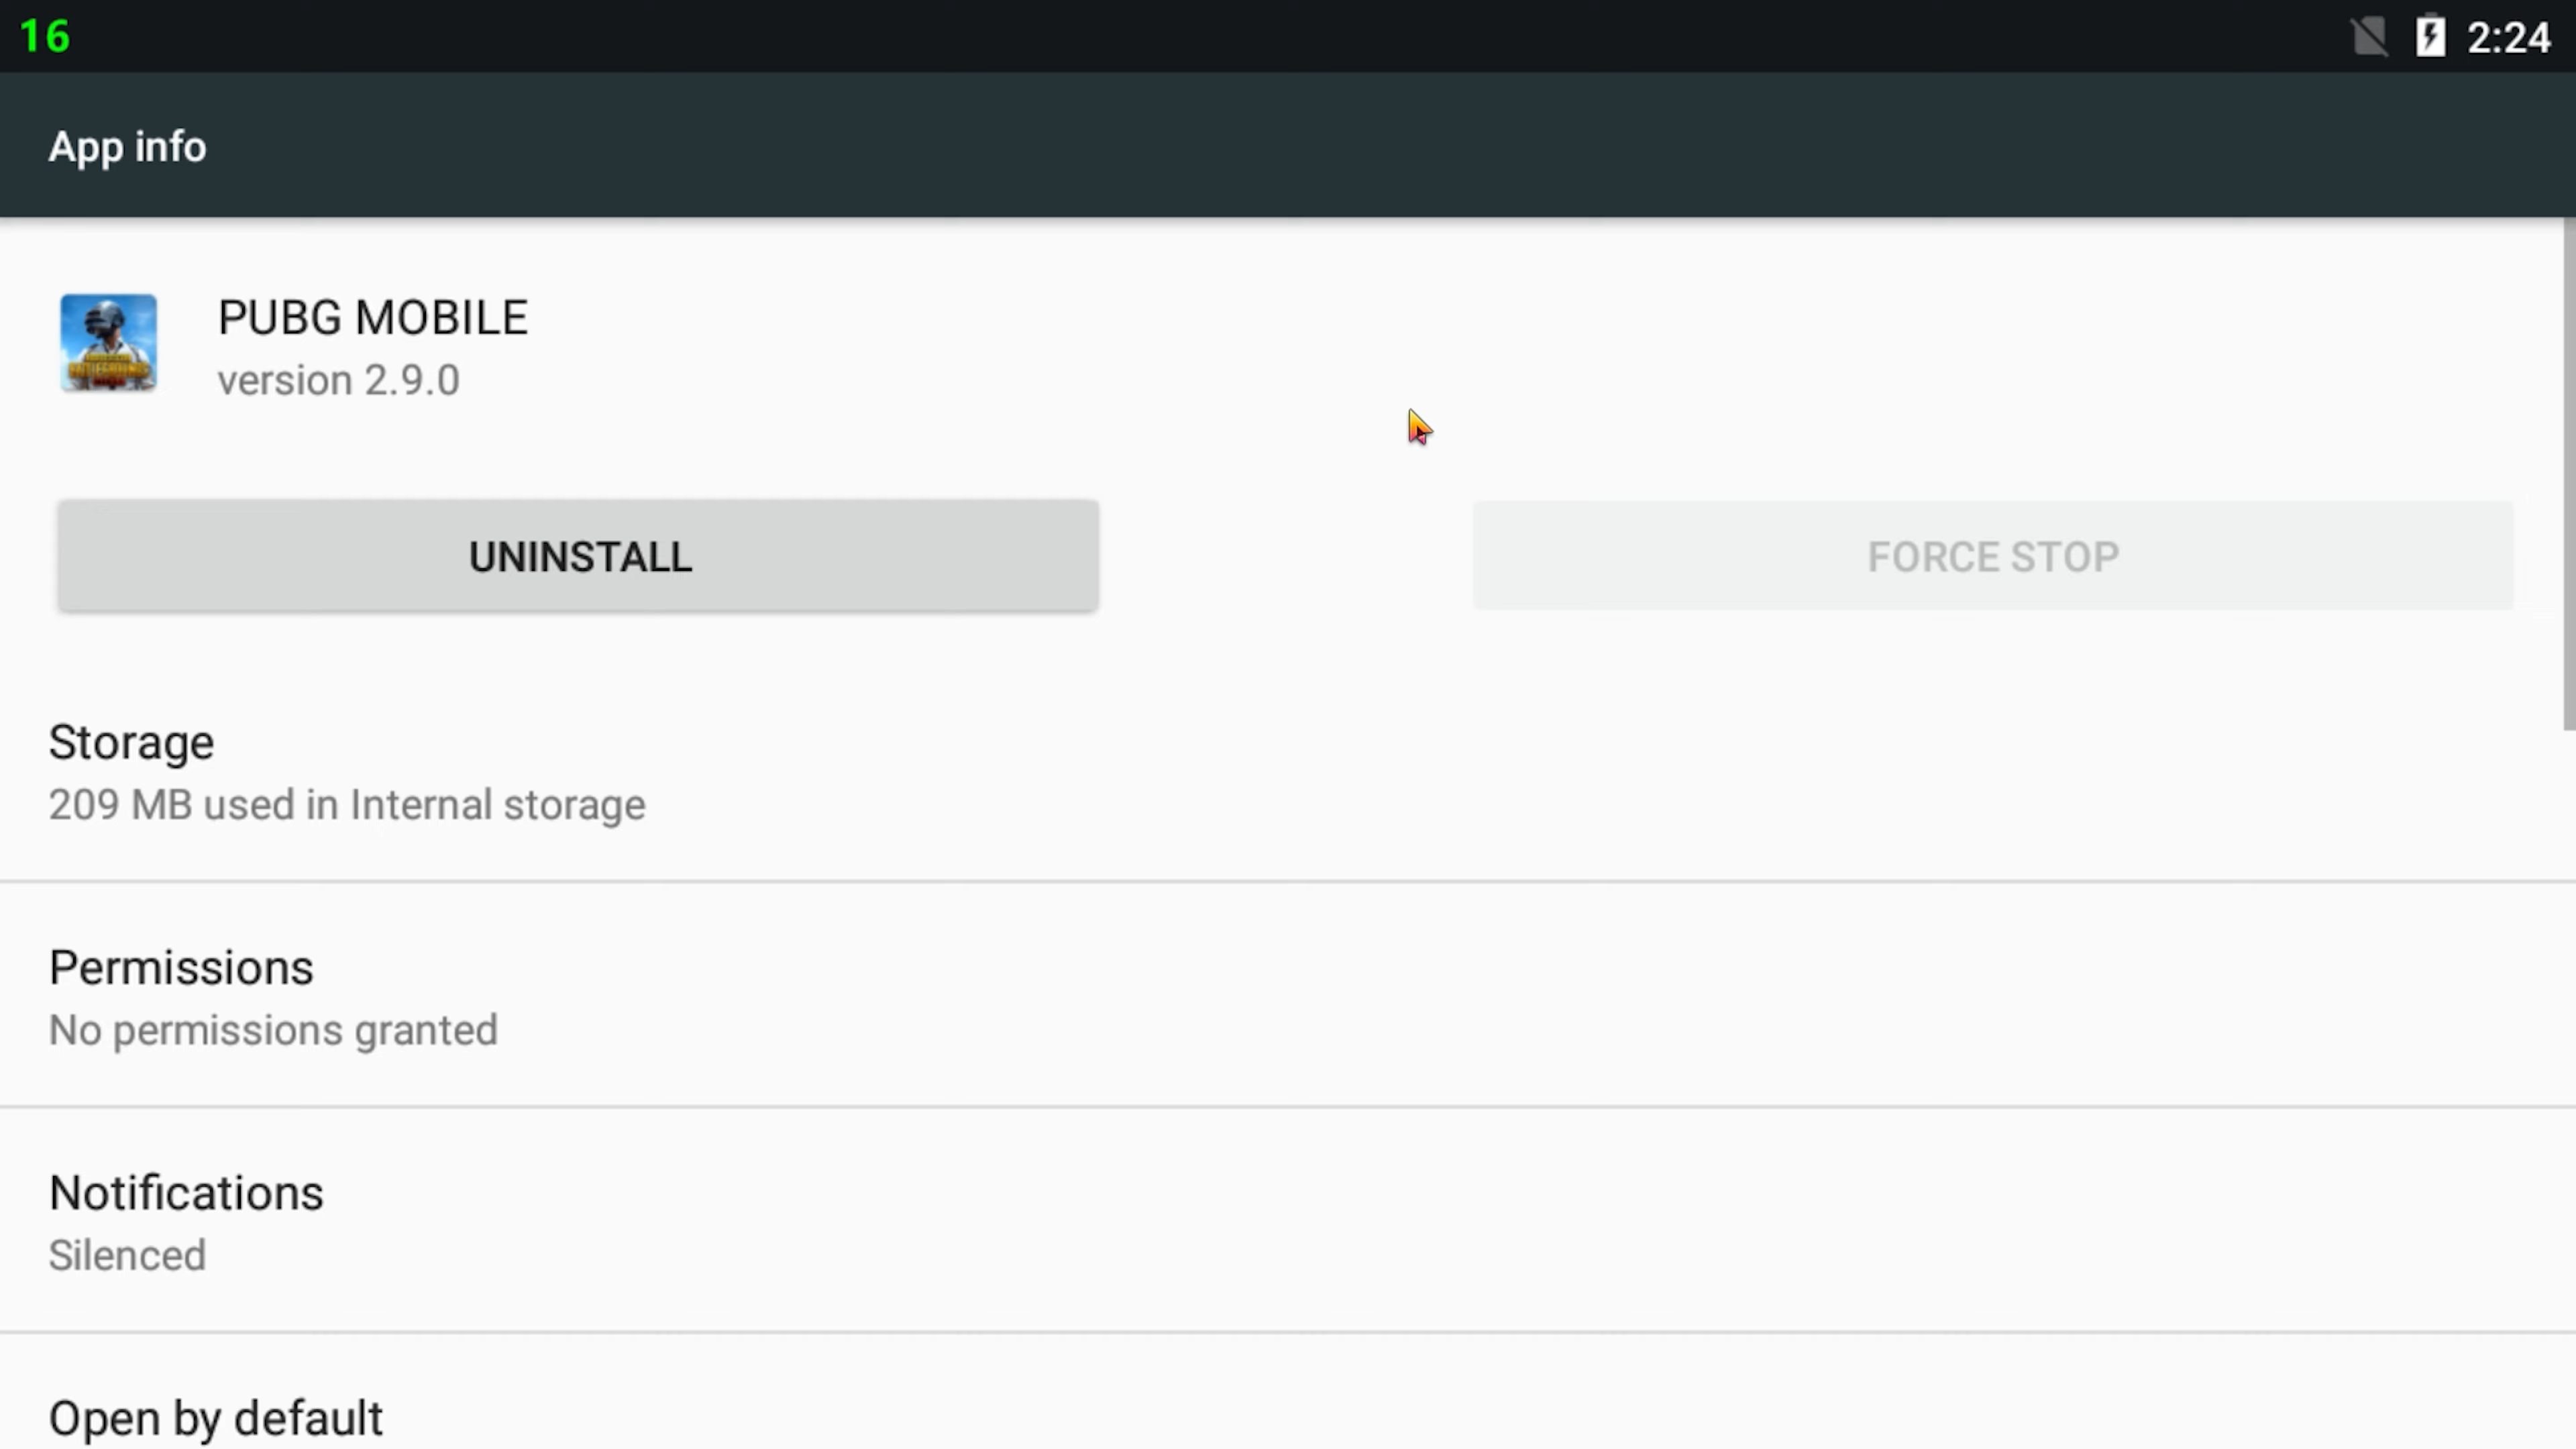 16
2:24
App info
PUBG MOBILE
version 2.9.0
UNINSTALL
FORCE STOP
Storage
209 MB used in Internal storage
Permissions
No permissions granted
Notifications
Silenced
Open by default